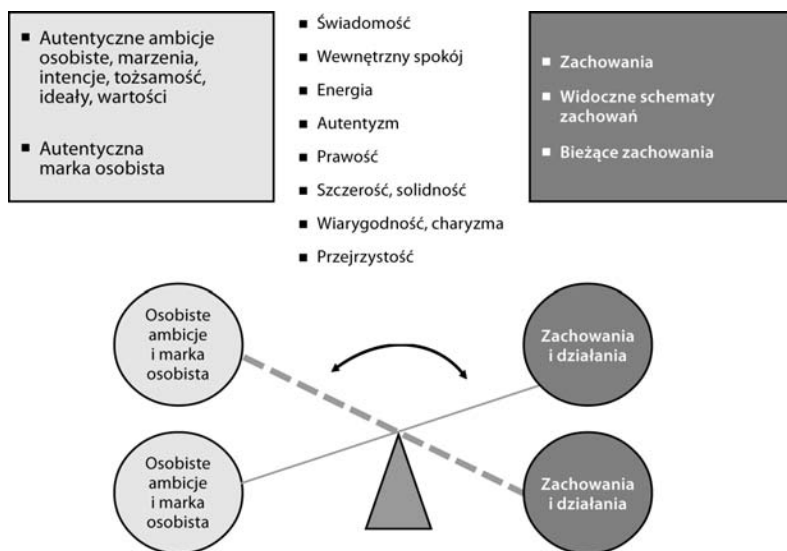 Autentyczne ambicje
osobiste, marzenia,
intencje, tożsamość,
ideały, wartości
Autentyczna
marka osobista
Świadomość
Wewnętrzny spokój
Energia
Autentyzm
Prawość
Szczerość, solidność
Wiarygodność, charyzma
Przejrzystość
Zachowania
Widoczne schematy
zachowań
Bieżące zachowania
Osobiste
ambicje
i marka
osobista
Zachowania
i działania
Osobiste
ambicje
i marka
osobista
Zachowania
i działania